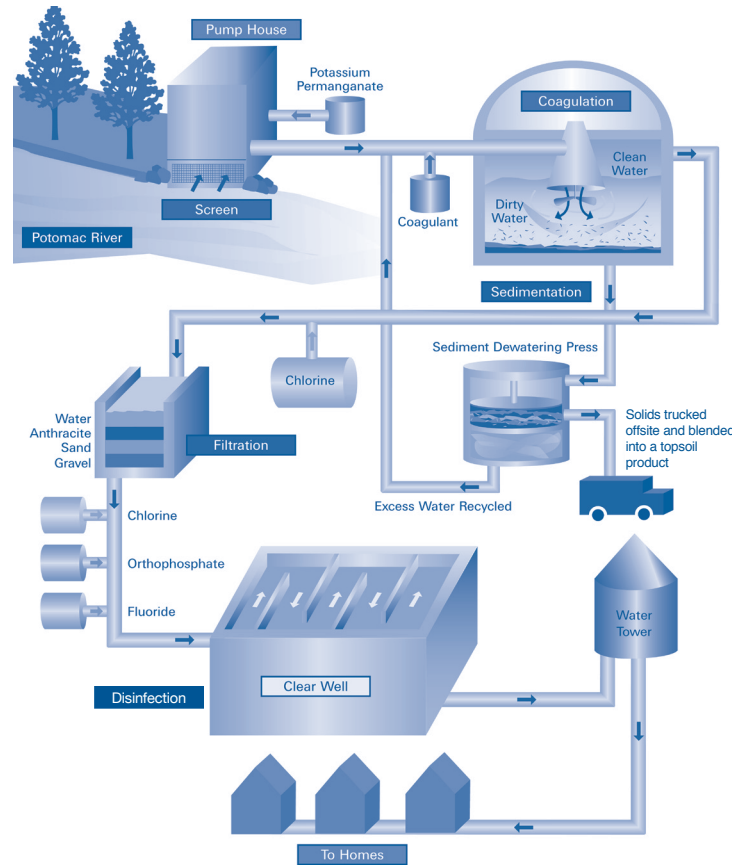 Pump House
Potassium
Permanganate
Coagulation
Clean
Water
Dirty
Water
Screen
Coagulant
Potomac River
Sedimentation
Sediment Dewatering Press
Chlorine
Water
Anthracite
Sand
Gravel
Filtration
Solids trucked
offsite and blended
into a topsoil
product
Excess Water Recycled
Chlorine
Orthophosphate
Fluoride
Water
Tower
Clear Well
Disinfection
To Homes